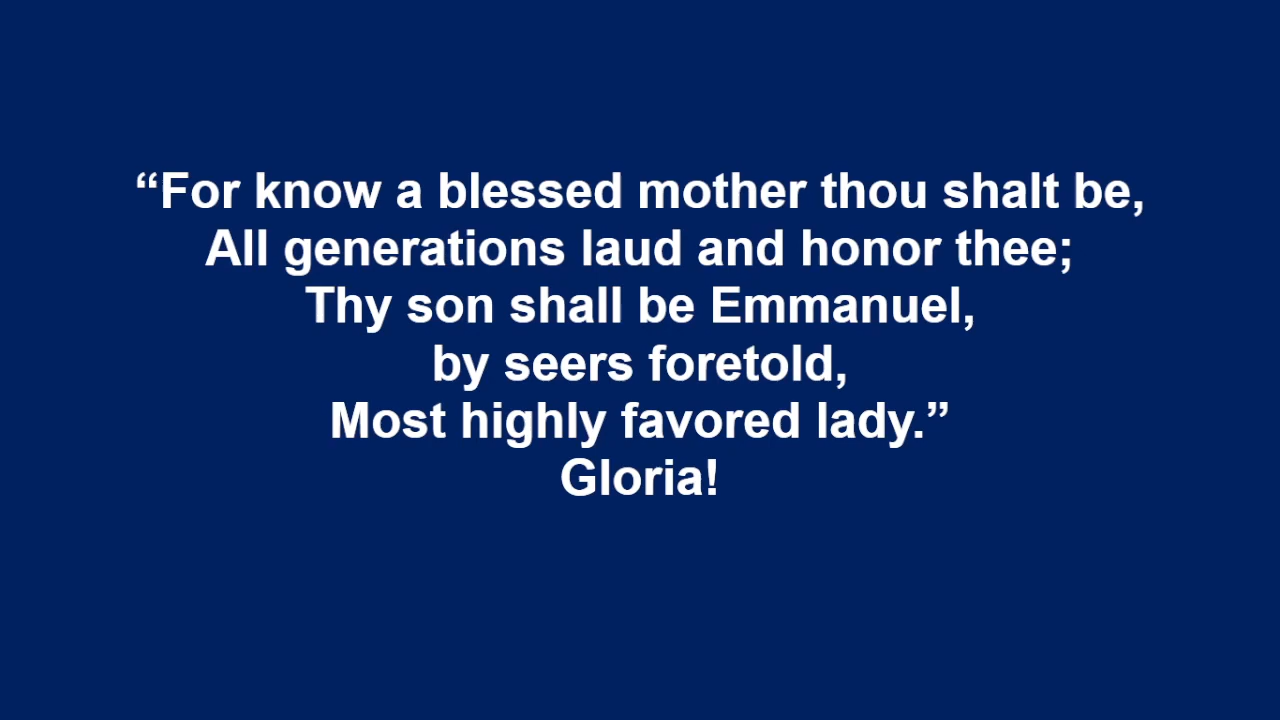 “For know a blessed mother thou shalt be,
All generations laud and honor thee;
Thy son shall be Emmanuel,
by seers foretold,
Most highly favored lady.”
Gloria!